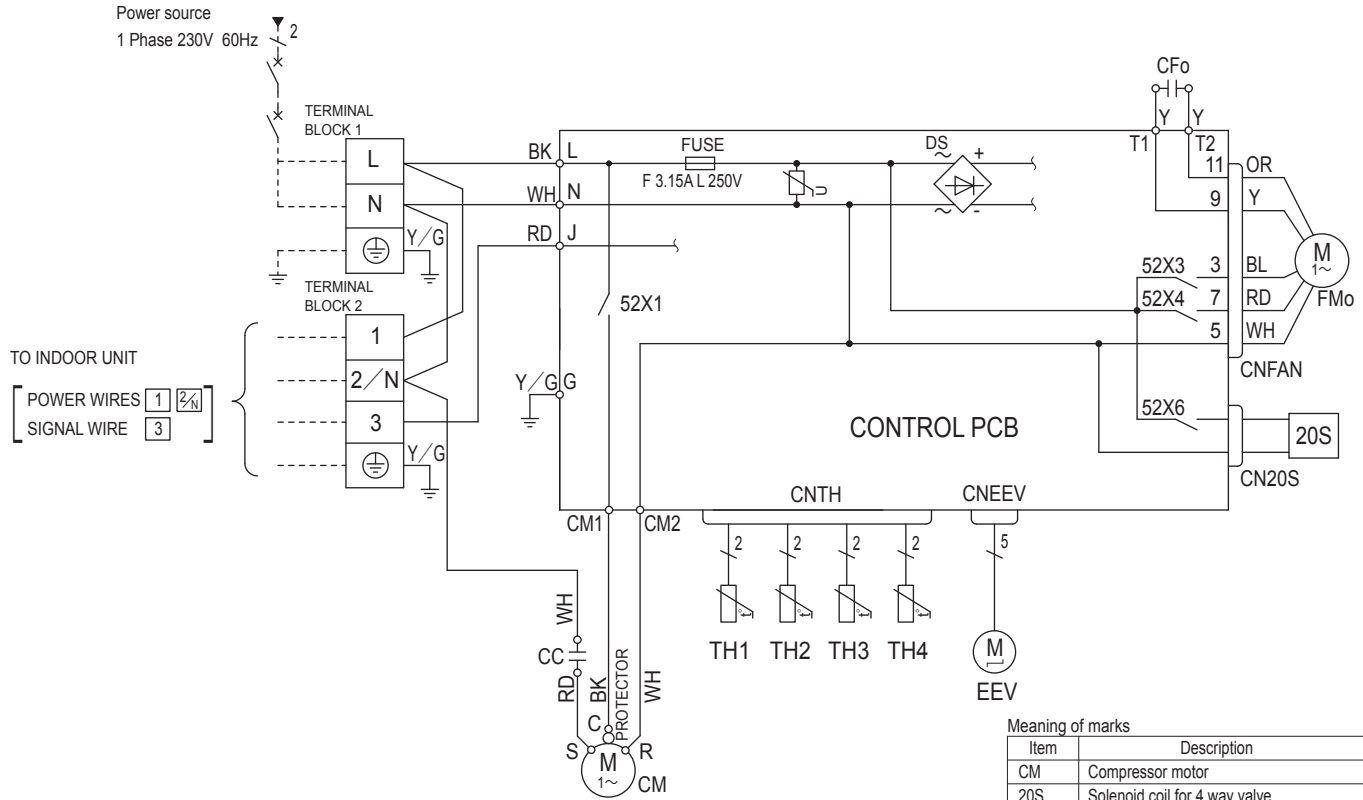 Power source
1 Phase 230V 60Hz
2
TERMINAL
BLOCK 1
L
N
Y/G
TERMINAL
BLOCK 2
1
2/N
3
Y/G
TO INDOOR UNIT
POWER WIRES 1 2/N
SIGNAL WIRE 3
BK L
WH N
RD J
Y/G G
FUSE
F 3.15A L 250V
U
DS
~ +
~ -
52X1
CFo
Y Y
T1 T2
11 OR
9 Y
52X3 3 BL
52X4 7 RD
5 WH
M
1~
FMo
CNFAN
52X6
20S
CN20S
CONTROL PCB
CM1 CM2
CNTH
CNEEV
2 2 2 2
5
t° t° t° t°
TH1 TH2 TH3 TH4
M
EEV
WH
CC
RD
BK
PROTECTOR
WH
C
S R
M
1~
CM
Meaning of marks
Item Description
CM Compressor motor
20S Solenoid coil for 4 way valve